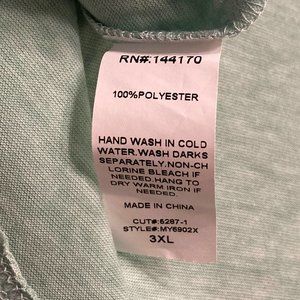 RN#:144170
100%POLYESTER
HAND WASH IN COLD
WATER.WASH DARKS
SEPARATELY.NON-CH
LORINE BLEACH IF
NEEDED.HANG TO
DRY WARM IRON IF
NEEDED.
MADE IN CHINA
CUT#:6287-1
STYLE#:MY6902X
3XL